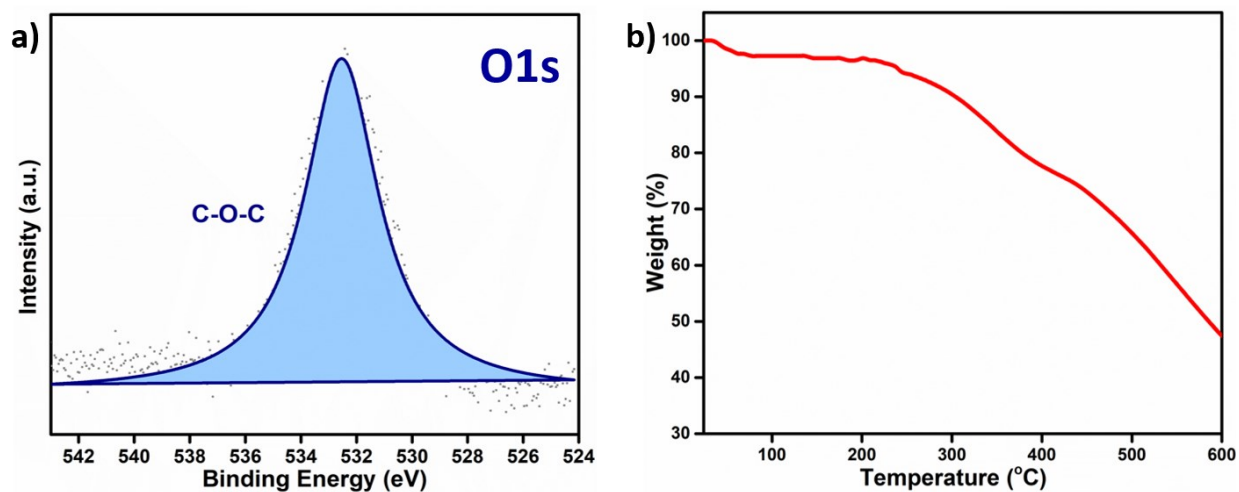 a)
O1s
C-O-C
Intensity (a.u.)
542 540 538 536 534 532 530 528 526 524
Binding Energy (eV)
b)
100
90
80
70
60
50
40
30
Weight (%)
100 200 300 400 500 600
Temperature (°C)